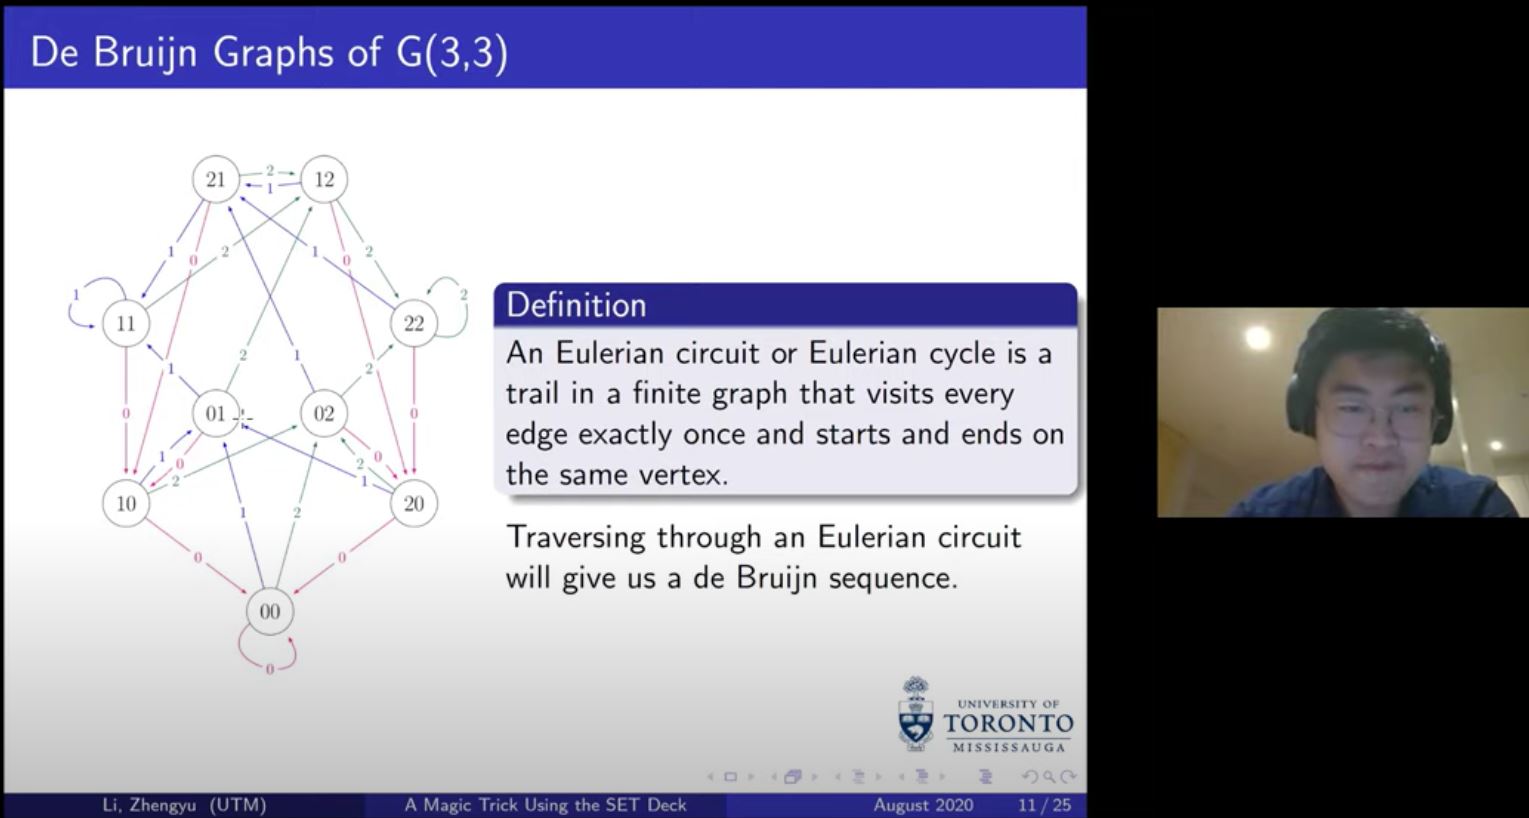 De Bruijn Graphs of G(3,3)
2
21
12
1
1
2
1
2
0
0
1
2
11
22
2
1
2
1
0
01
02
0
1
0
2
0
2
1
10
20
1
2
0
0
00
0
Definition
An Eulerian circuit or Eulerian cycle is a
trail in a finite graph that visits every
edge exactly once and starts and ends on
the same vertex.
Traversing through an Eulerian circuit
will give us a de Bruijn sequence.
UNIVERSITY OF
TORONTO
MISSISSAUGA
Li, Zhengyu (UTM)
A Magic Trick Using the SET Deck
August 2020
11 / 25